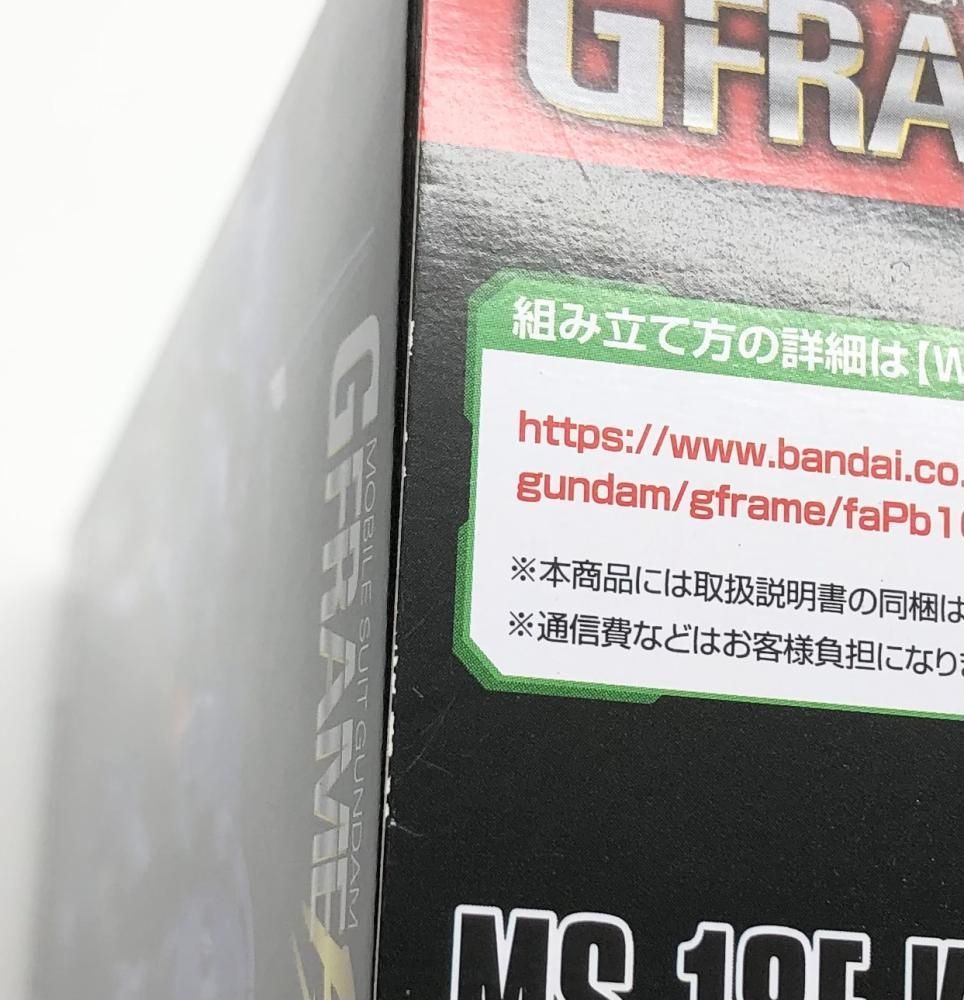 GFRA
組み立て方の詳細は【W
https://www.bandai.co.
gundam/gframe/faPb1
※本商品には取扱説明書の同梱は
※通信費などはお客様負担になり
MOBILE SUIT GUNDAM
GFRAME
MS